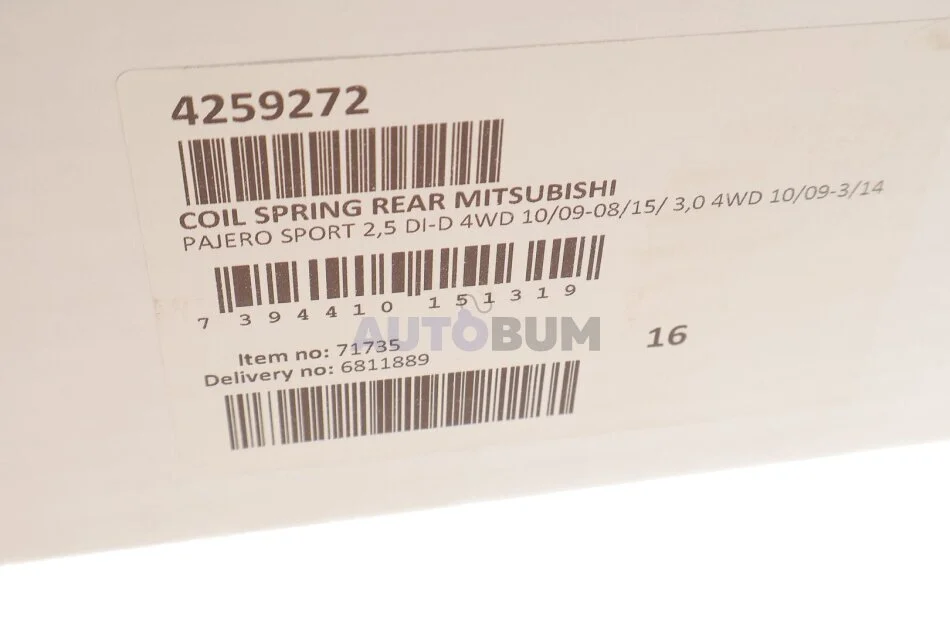 4259272
COIL SPRING REAR MITSUBISHI
PAJERO SPORT 2,5 DI-D 4WD 10/09-08/15/ 3,0 4WD 10/09-3/14
7 394410 151319
AUTOBUM
16
Item no: 71735
Delivery no: 6811889